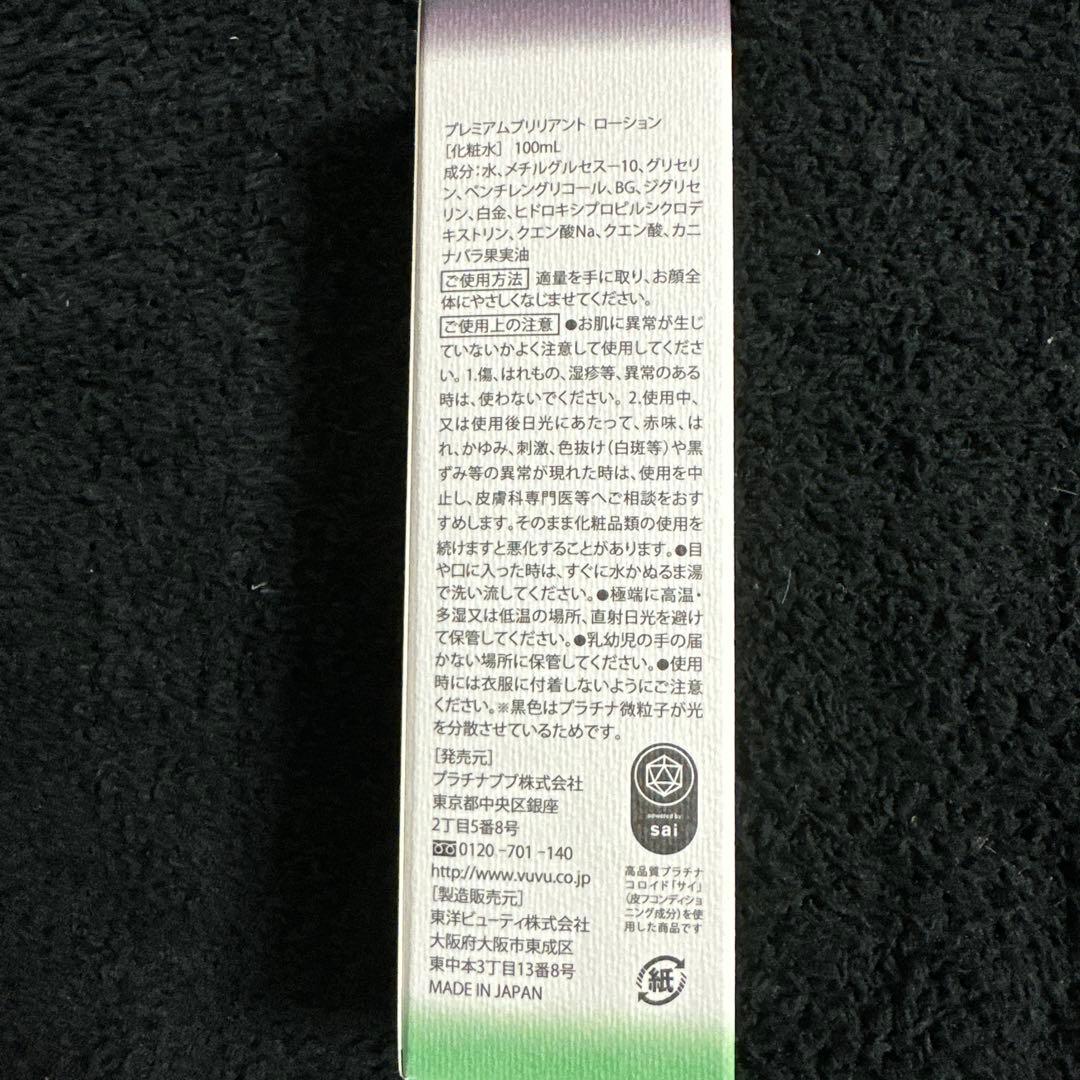 プレミアムブリリアント ローション
［化粧水］ 100mL
成分：水、メチルグルセスー10、グリセリ
ン、ペンチレングリコール、BG、ジグリセ
リン、白金、ヒドロキシプロピルシクロデ
キストリン、クエン酸Na、クエン酸、カニ
ナバラ果実油
ご使用方法 適量を手に取り、お顔全
体にやさしくなじませてください。
ご使用上の注意 ●お肌に異常が生じ
ていないかよく注意して使用してくださ
い。1.傷、はれもの、湿疹等、異常のある
時は、使わないでください。2.使用中、
又は使用後日光にあたって、赤味、は
れ、かゆみ、刺激、色抜け（白斑等）や黒
ずみ等の異常が現れた時は、使用を中
止し、皮膚科専門医等へご相談をおす
すめします。そのまま化粧品類の使用を
続けますと悪化することがあります。●目
や口に入った時は、すぐに水かぬるま湯
で洗い流してください。●極端に高温・
多湿又は低温の場所、直射日光を避け
て保管してください。●乳幼児の手の届
かない場所に保管してください。●使用
時には衣服に付着しないようにご注意
ください。※黒色はプラチナ微粒子が光
を分散させているためです。
［発売元］
プラチナブブ株式会社
東京都中央区銀座
2丁目5番8号
0120-701-140
http://www.vuvu.co.jp
［製造販売元］
東洋ビューティ株式会社
大阪府大阪市東成区
東中本3丁目13番8号
MADE IN JAPAN
powered by
sai
高品質プラチナ
コロイド「サイ」
（皮フコンディショ
ニング成分）を使
用した商品です
紙